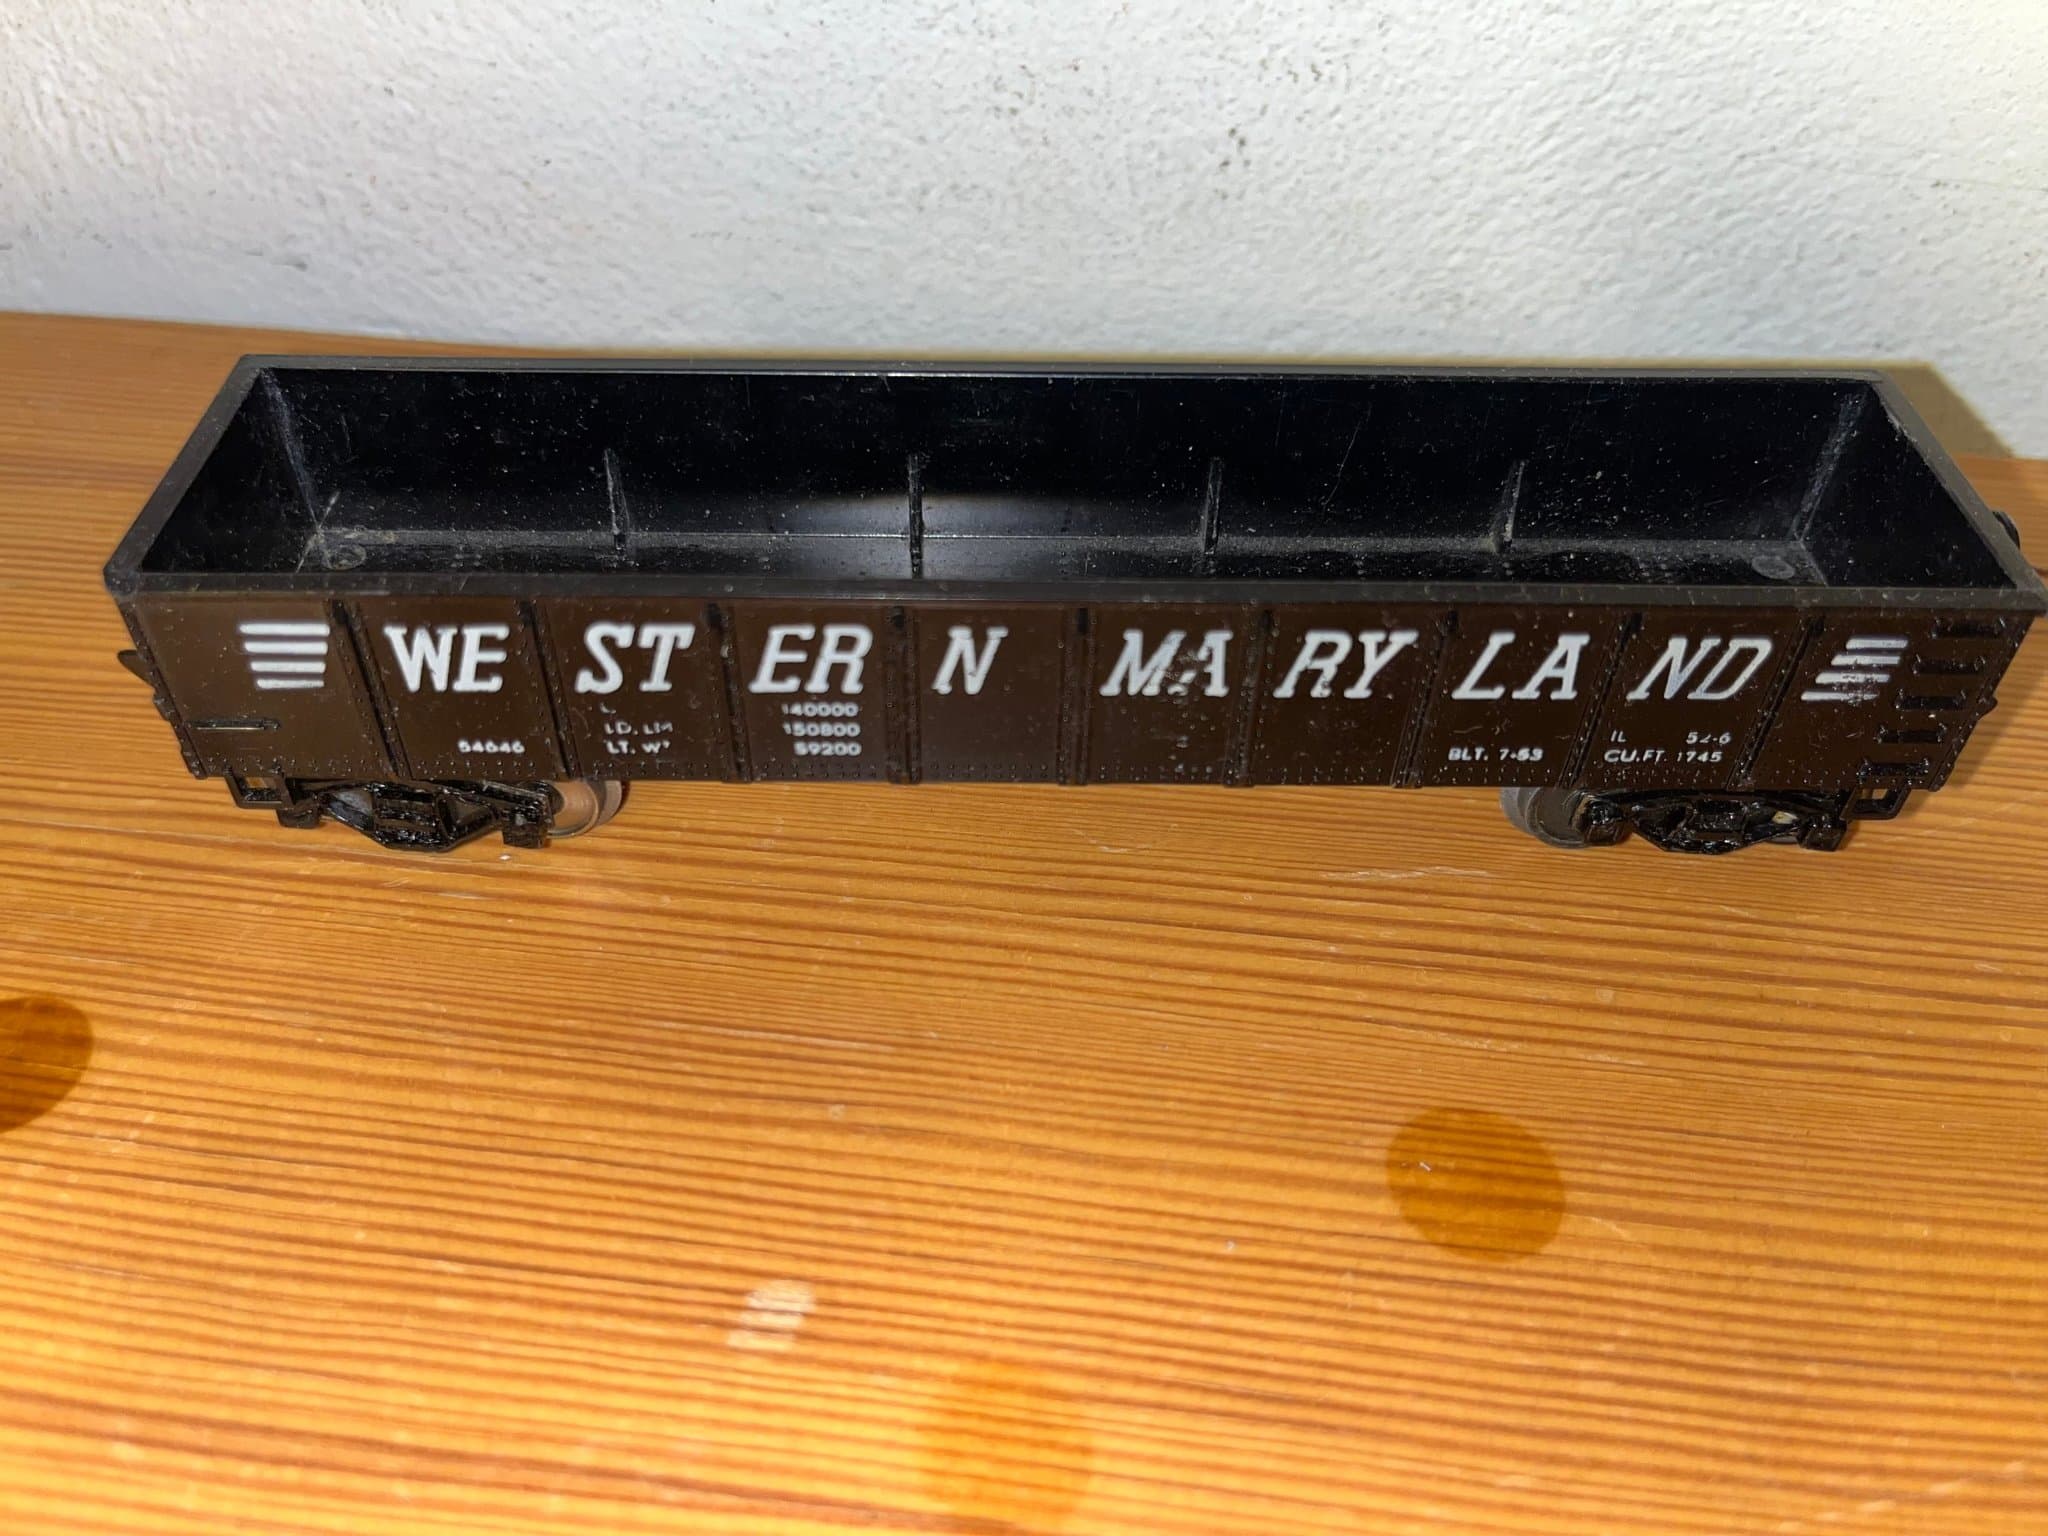 WESTERN MARYLAND
54646
140000
LD. LM 150800
LT. WT 59200
BLT. 7-53
IL 52-6
CU.FT. 1745